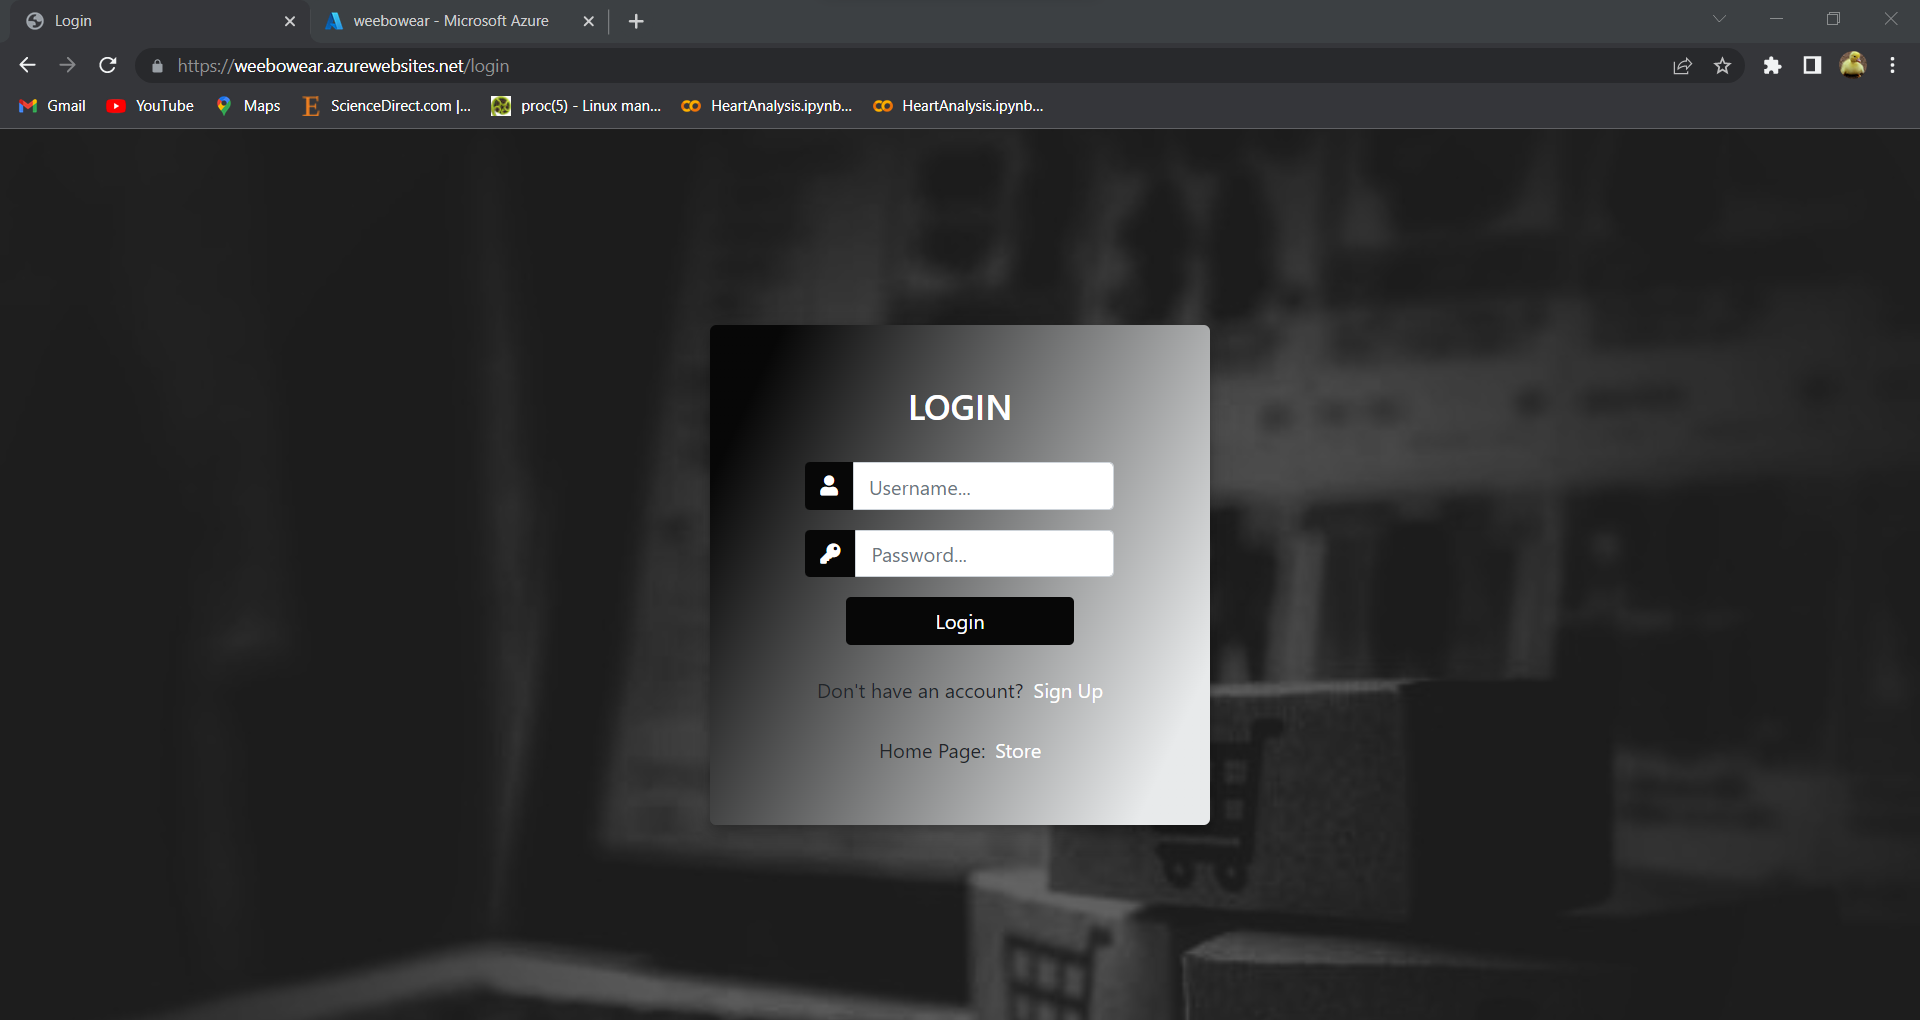 Login
weebowear - Microsoft Azure
https://weebowear.azurewebsites.net/login
Gmail
YouTube
Maps
ScienceDirect.com |...
proc(5) - Linux man...
HeartAnalysis.ipynb...
HeartAnalysis.ipynb...
LOGIN
Username...
Password...
Login
Don't have an account? Sign Up
Home Page: Store